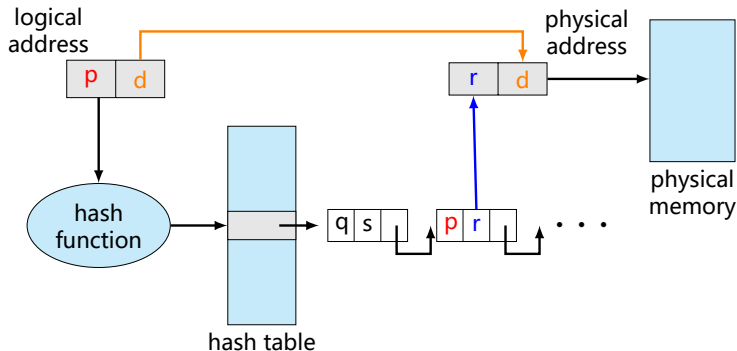 logical
address
physical
address
p d
r d
physical
memory
hash
function
q s
p r
. . .
hash table